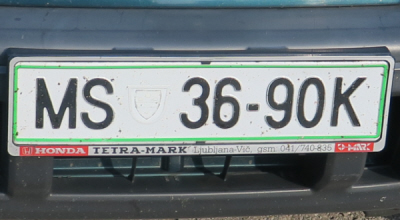 MS 36-90K
HONDA TETRA-MARK Ljubljana-Vič, gsm: 041/740-835